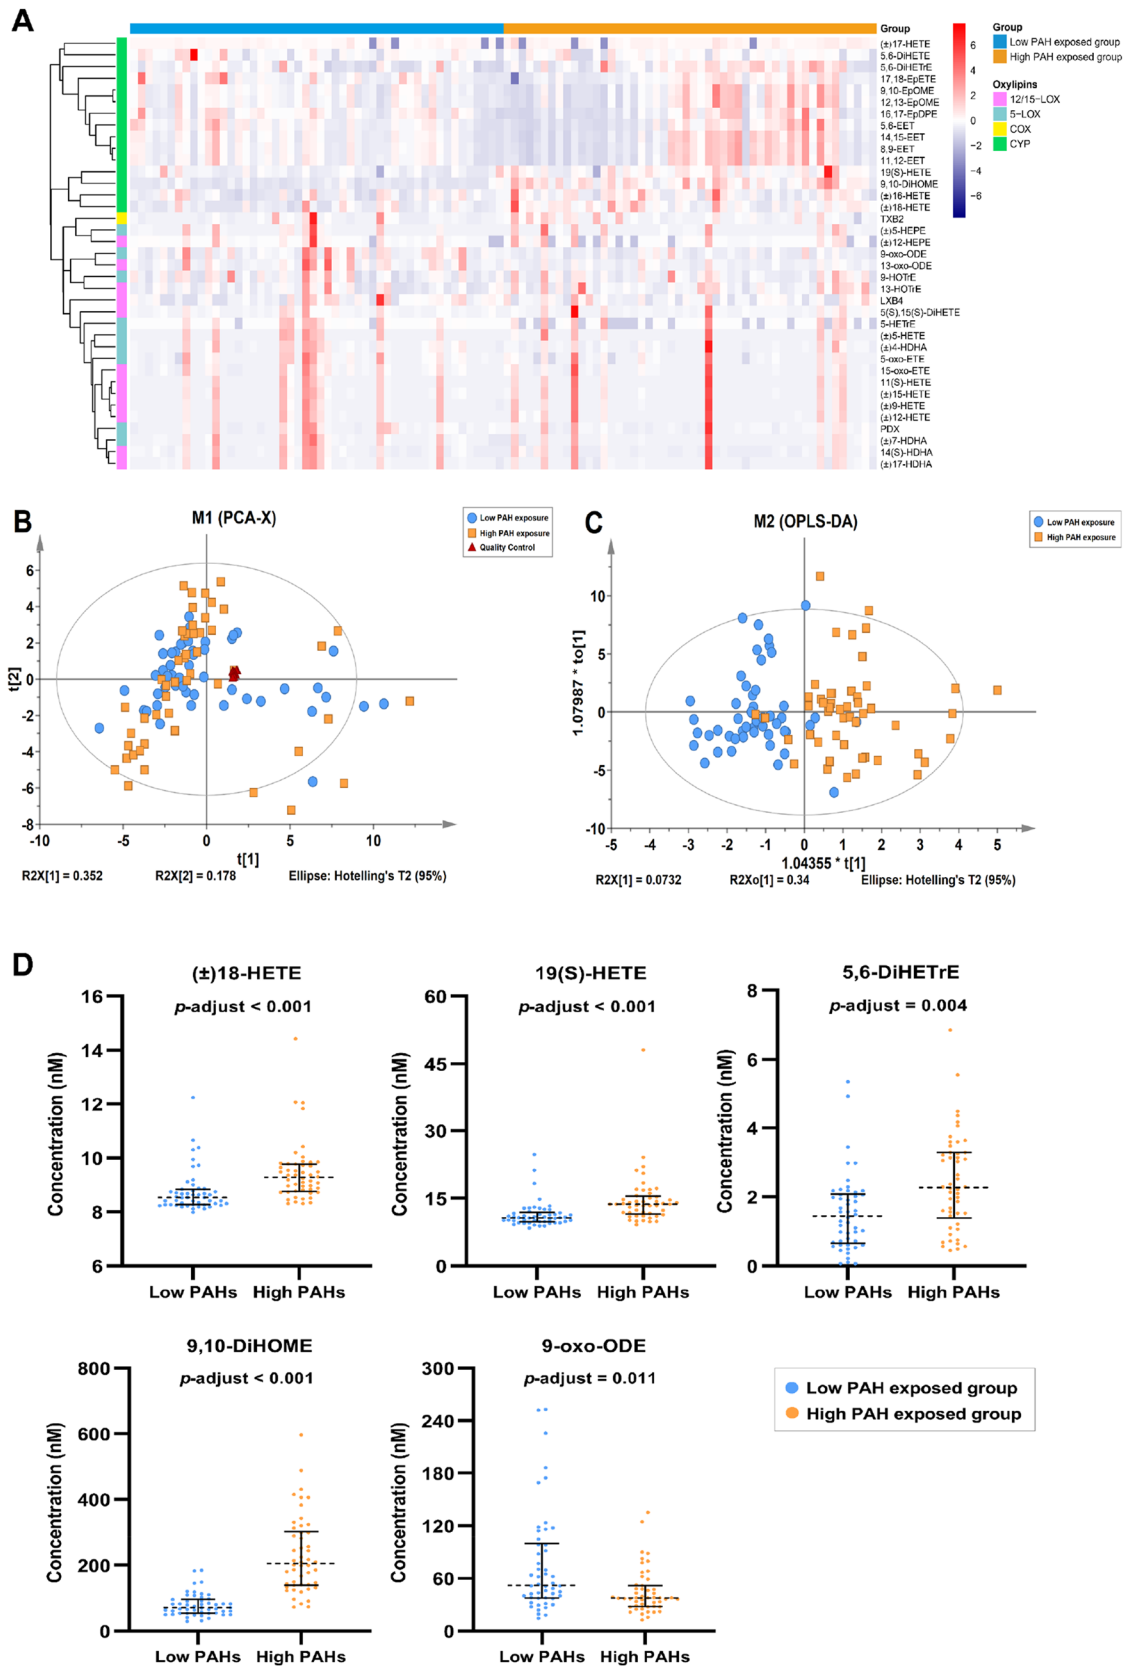 A
Group
(±)17-HETE
5,6-DiHETE
5,6-DiHETrE
17,18-EpETE
9,10-EpOME
12,13-EpOME
16,17-EpDPE
5,6-EET
14,15-EET
8,9-EET
11,12-EET
19(S)-HETE
9,10-DiHOME
(±)16-HETE
(±)18-HETE
TXB2
(±)5-HEPE
(±)12-HEPE
9-oxo-ODE
13-oxo-ODE
9-HOTrE
13-HOTrE
LXB4
5(S),15(S)-DiHETE
5-HETrE
(±)5-HETE
(±)4-HDHA
5-oxo-ETE
15-oxo-ETE
11(S)-HETE
(±)15-HETE
(±)9-HETE
(±)12-HETE
PDX
(±)7-HDHA
14(S)-HDHA
(±)17-HDHA
6
4
2
0
−2
−4
−6
Group
Low PAH exposed group
High PAH exposed group
Oxylipins
12/15-LOX
5-LOX
COX
CYP
B
M1 (PCA-X)
Low PAH exposure
High PAH exposure
Quality Control
t[2]
6
4
2
0
-2
-4
-6
-8
-10
-5
0
5
10
t[1]
R2X[1] = 0.352
R2X[2] = 0.178
Ellipse: Hotelling's T2 (95%)
C
M2 (OPLS-DA)
Low PAH exposure
High PAH exposure
1.07987 * to[1]
10
5
0
-5
-10
-5
-4
-3
-2
-1
0
1
2
3
4
5
1.04355 * t[1]
R2X[1] = 0.0732
R2Xo[1] = 0.34
Ellipse: Hotelling's T2 (95%)
D
(±)18-HETE
p-adjust < 0.001
Concentration (nM)
16
14
12
10
8
6
Low PAHs
High PAHs
19(S)-HETE
p-adjust < 0.001
Concentration (nM)
60
45
30
15
0
Low PAHs
High PAHs
5,6-DiHETrE
p-adjust = 0.004
Concentration (nM)
8
6
4
2
0
Low PAHs
High PAHs
9,10-DiHOME
p-adjust < 0.001
Concentration (nM)
800
600
400
200
0
Low PAHs
High PAHs
9-oxo-ODE
p-adjust = 0.011
Concentration (nM)
300
240
180
120
60
0
Low PAHs
High PAHs
Low PAH exposed group
High PAH exposed group